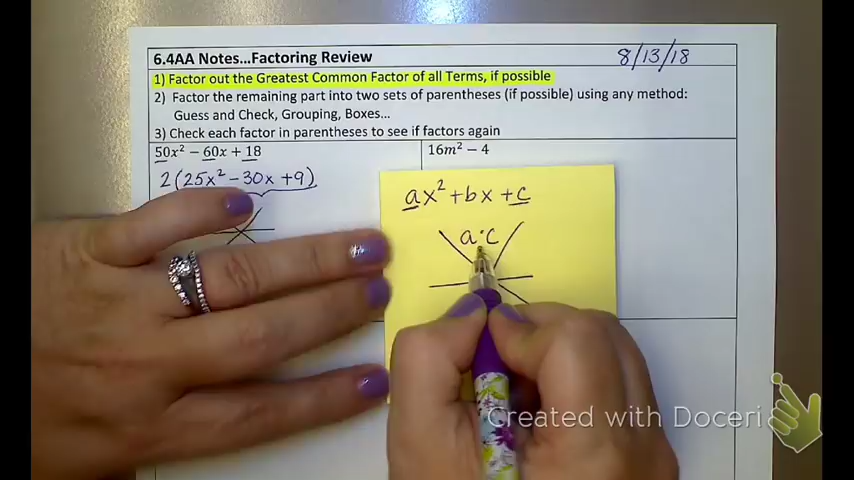 6.4AA Notes...Factoring Review
8/13/18
1) Factor out the Greatest Common Factor of all Terms, if possible
2) Factor the remaining part into two sets of parentheses (if possible) using any method:
Guess and Check, Grouping, Boxes...
3) Check each factor in parentheses to see if factors again
50x² − 60x + 18
2(25x² − 30x + 9)
16m² − 4
ax² + bx + c
a·c
Created with Doceri